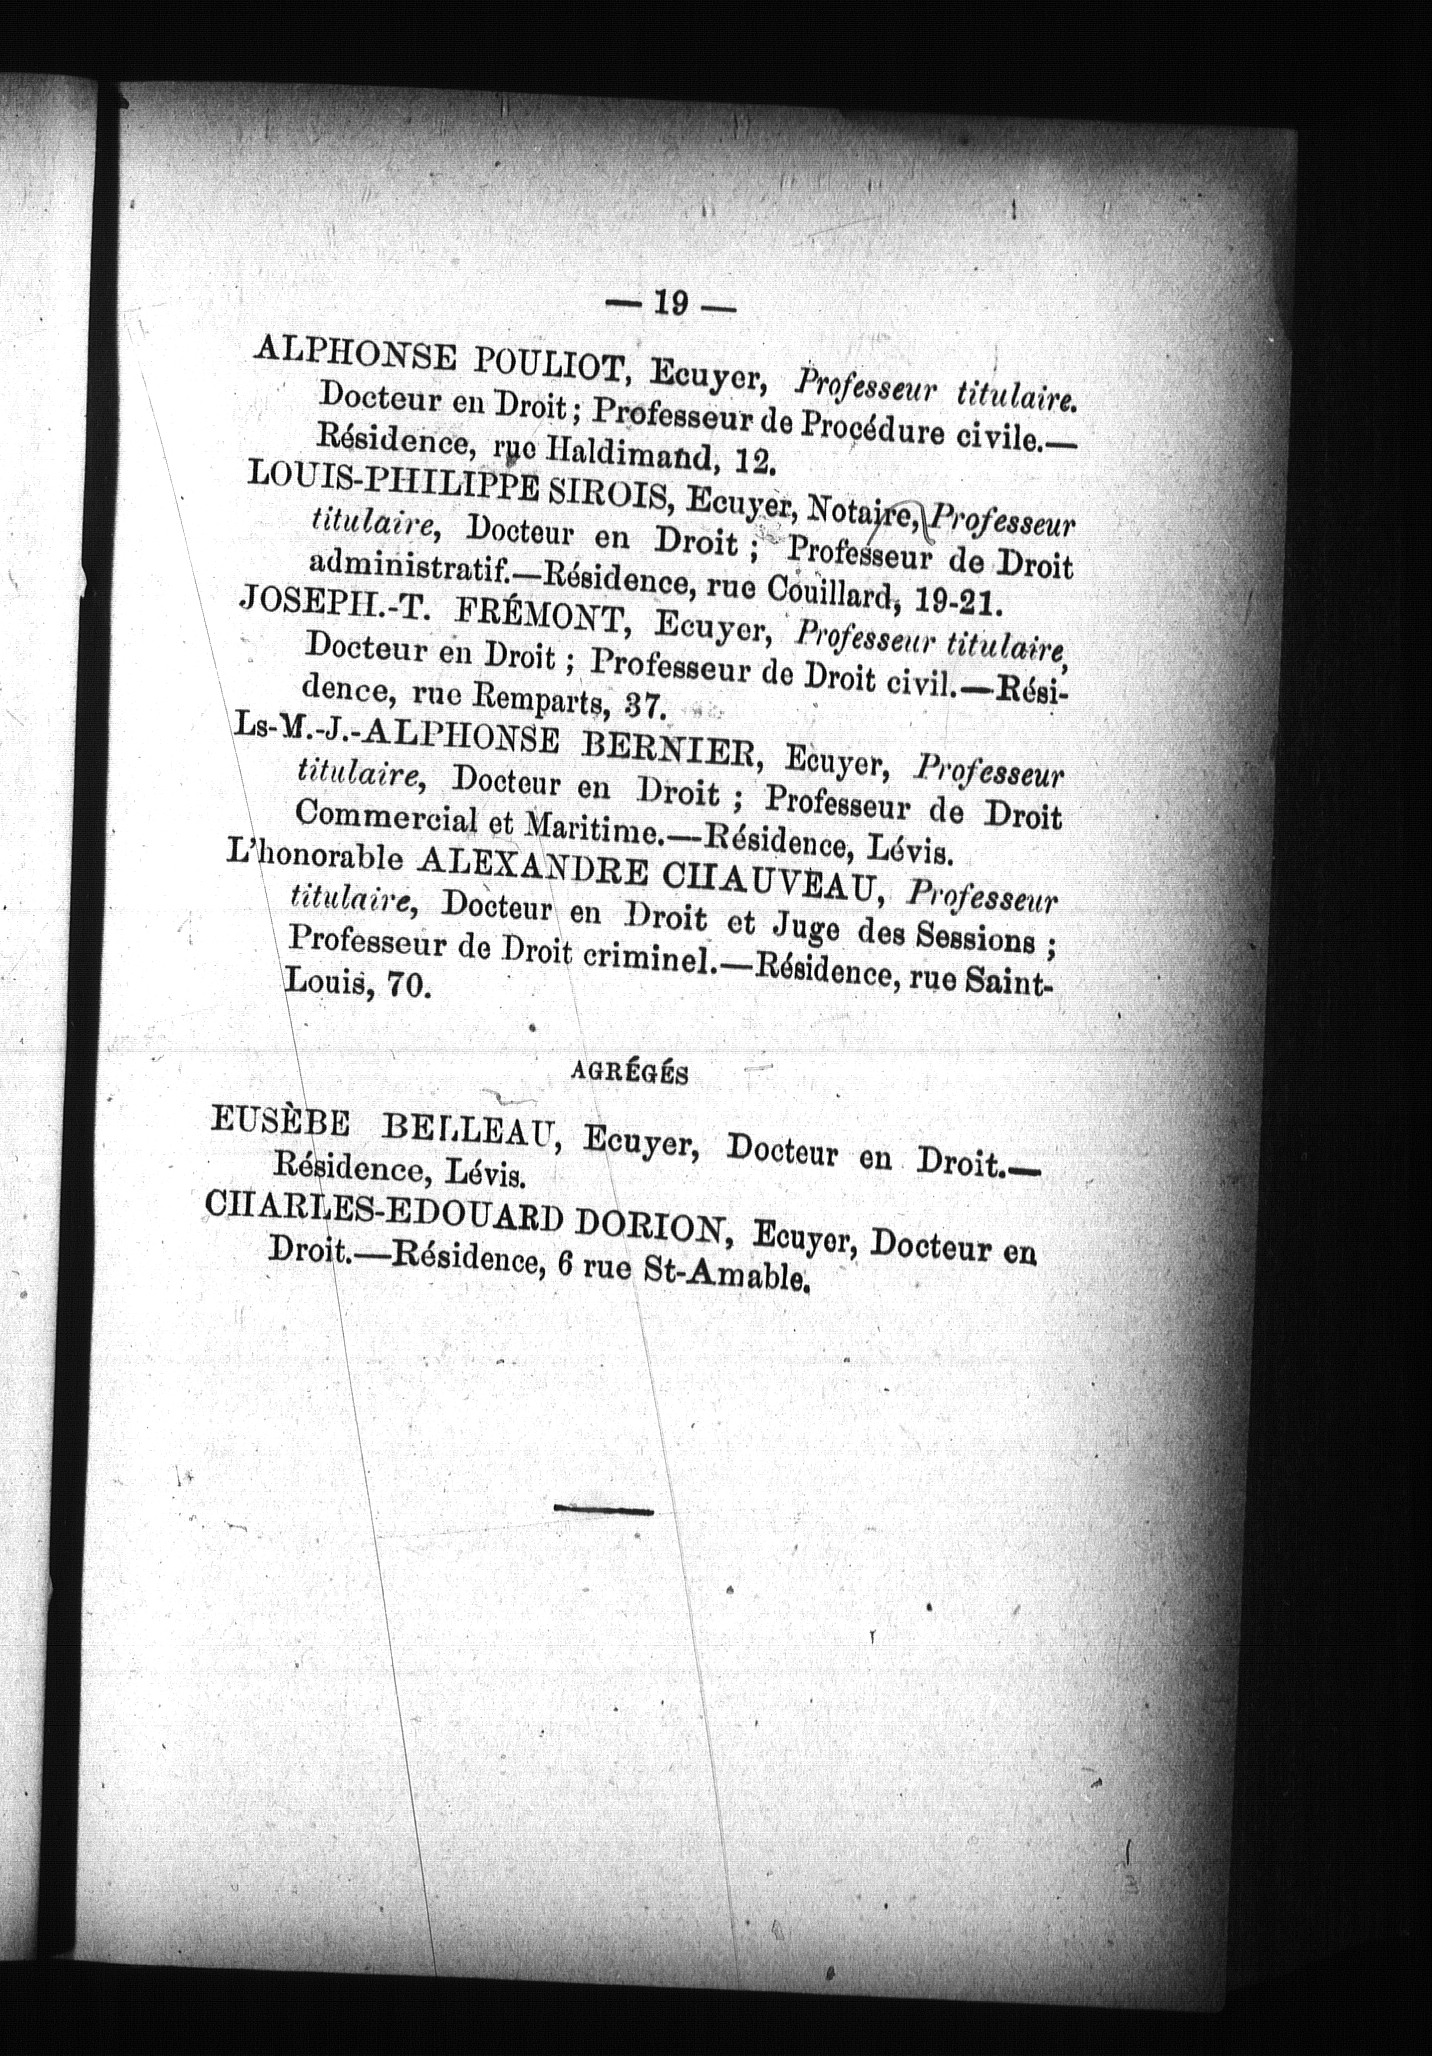 — 19 —
ALPHONSE POULIOT, Ecuyer, Professeur titulaire.
Docteur en Droit ; Professeur de Procédure civile.—
Résidence, rue Haldimand, 12.
LOUIS-PHILIPPE SIROIS, Ecuyer, Notaire, Professeur
titulaire, Docteur en Droit ; Professeur de Droit
administratif.—Résidence, rue Couillard, 19-21.
JOSEPH.-T. FRÉMONT, Ecuyer, Professeur titulaire,
Docteur en Droit ; Professeur de Droit civil.—Rési-
dence, rue Remparts, 37.
Ls-M.-J.-ALPHONSE BERNIER, Ecuyer, Professeur
titulaire, Docteur en Droit ; Professeur de Droit
Commercial et Maritime.—Résidence, Lévis.
L'honorable ALEXANDRE CHAUVEAU, Professeur
titulaire, Docteur en Droit et Juge des Sessions ;
Professeur de Droit criminel.—Résidence, rue Saint-
Louis, 70.
AGRÉGÉS
EUSÈBE BELLEAU, Ecuyer, Docteur en Droit.—
Résidence, Lévis.
CHARLES-EDOUARD DORION, Ecuyer, Docteur en
Droit.—Résidence, 6 rue St-Amable.